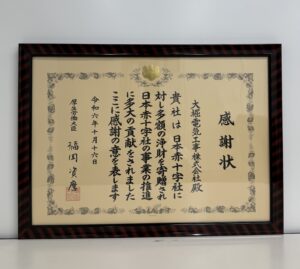 感謝状
大堀電気工事株式会社殿
貴社は日本赤十字社に
対し多額の浄財を寄贈され
日本赤十字社の事業の推進
に多大の貢献をされました
ここに感謝の意を表します
令和六年十月十六日
厚生労働大臣
福岡資麿